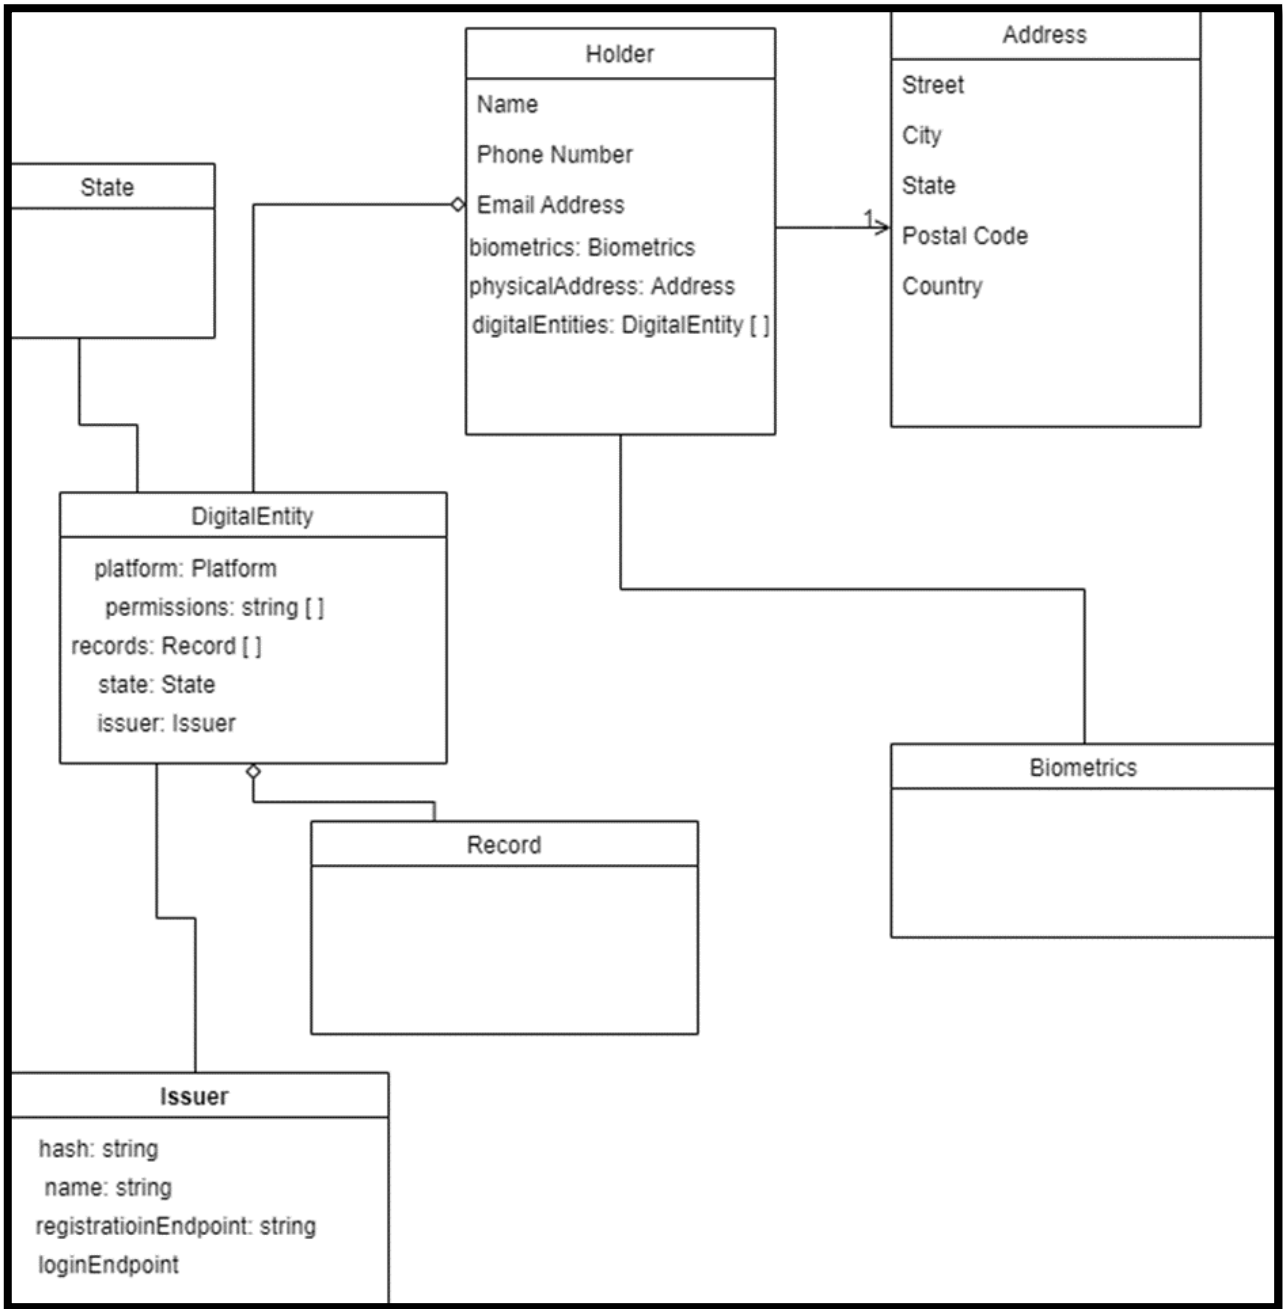 Holder
Name
Phone Number
Email Address
biometrics: Biometrics
physicalAddress: Address
digitalEntities: DigitalEntity [ ]
Address
Street
City
State
Postal Code
Country
1
State
DigitalEntity
platform: Platform
permissions: string [ ]
records: Record [ ]
state: State
issuer: Issuer
Biometrics
Record
Issuer
hash: string
name: string
registratioinEndpoint: string
loginEndpoint